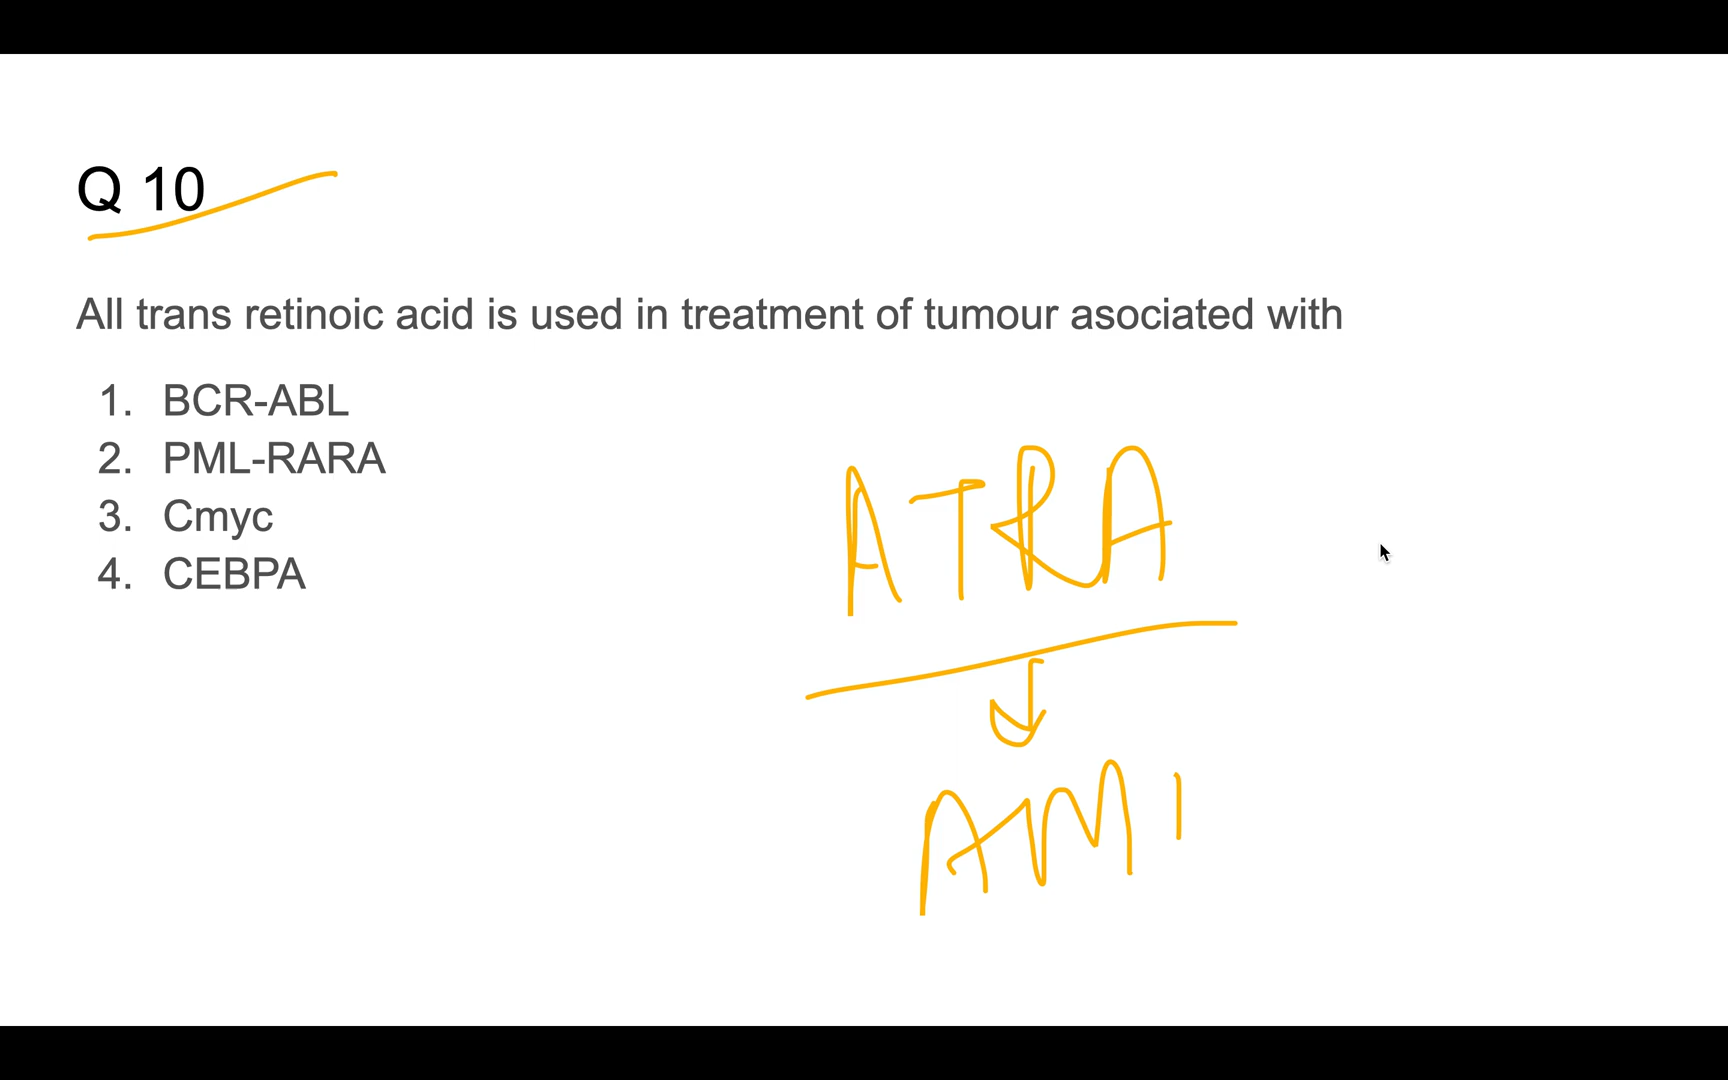 Q 10
All trans retinoic acid is used in treatment of tumour asociated with
1. BCR-ABL
2. PML-RARA
3. Cmyc
4. CEBPA
ATRA
AM